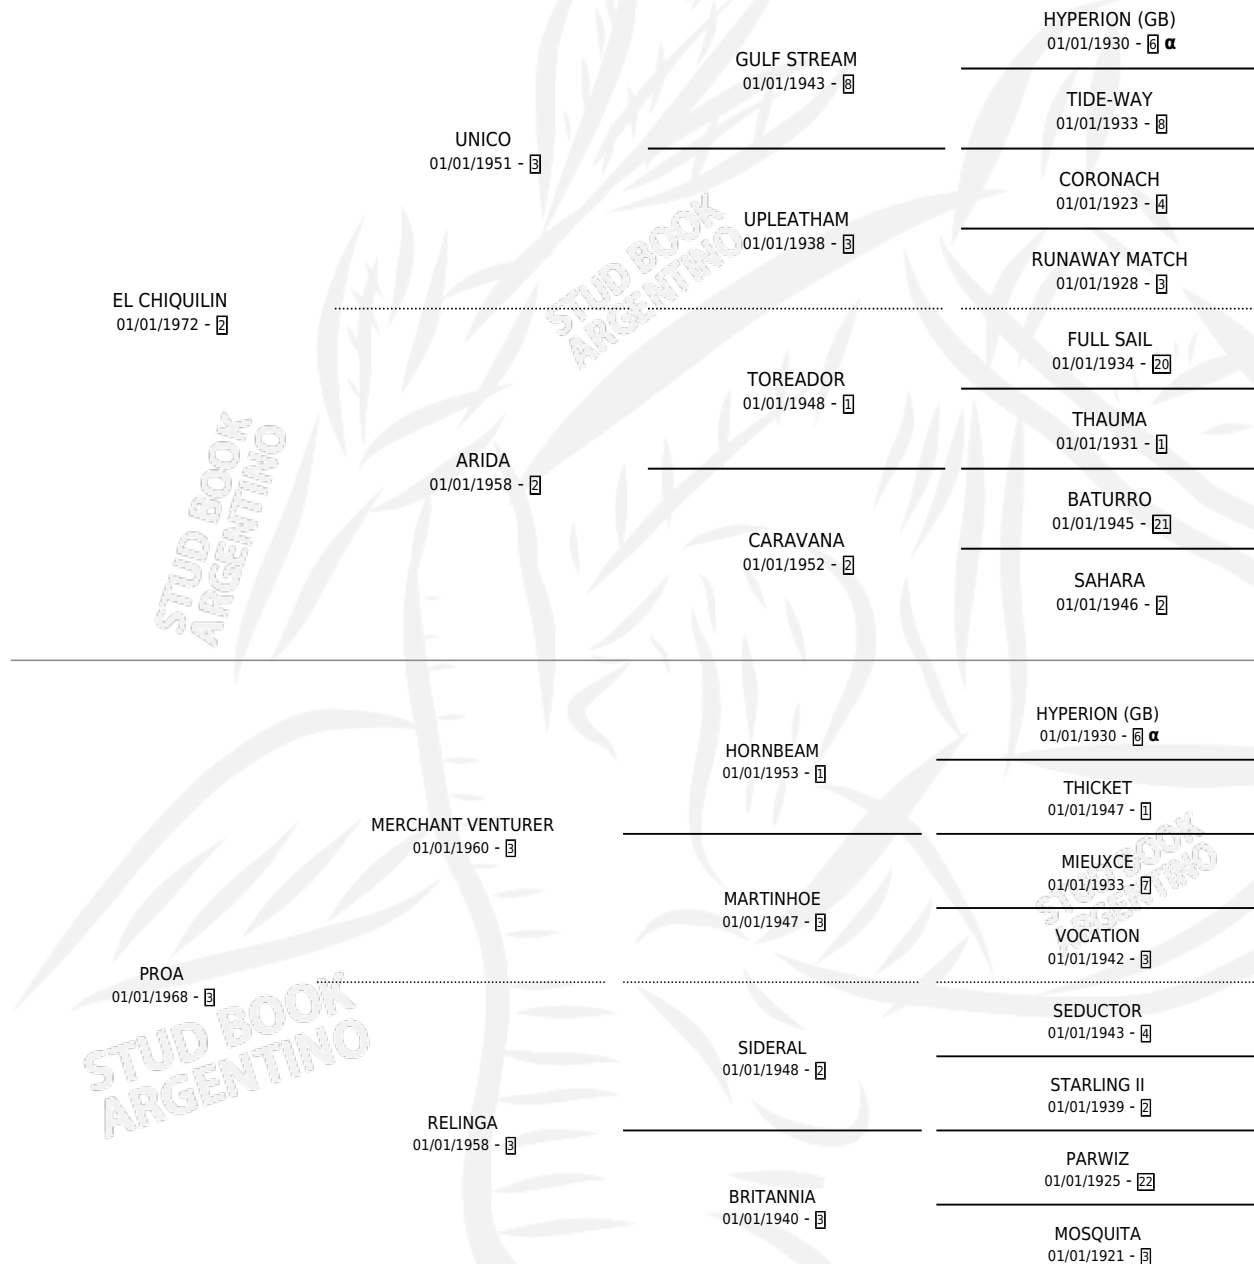 HYPERION (GB)
01/01/1930 - 6 α
GULF STREAM
01/01/1943 - 8
TIDE-WAY
01/01/1933 - 8
UNICO
01/01/1951 - 3
CORONACH
01/01/1923 - 4
UPLEATHAM
01/01/1938 - 3
RUNAWAY MATCH
01/01/1928 - 3
EL CHIQUILIN
01/01/1972 - 2
FULL SAIL
01/01/1934 - 20
TOREADOR
01/01/1948 - 1
THAUMA
01/01/1931 - 1
ARIDA
01/01/1958 - 2
BATURRO
01/01/1945 - 21
CARAVANA
01/01/1952 - 2
SAHARA
01/01/1946 - 2
STUD BOOK
ARGENTINO
STUD BOOK
ARGENTINO
HYPERION (GB)
01/01/1930 - 6 α
HORNBEAM
01/01/1953 - 1
THICKET
01/01/1947 - 1
MERCHANT VENTURER
01/01/1960 - 3
MIEUXCE
01/01/1933 - 7
MARTINHOE
01/01/1947 - 3
VOCATION
01/01/1942 - 3
PROA
01/01/1968 - 3
SEDUCTOR
01/01/1943 - 4
SIDERAL
01/01/1948 - 2
STARLING II
01/01/1939 - 2
RELINGA
01/01/1958 - 3
PARWIZ
01/01/1925 - 22
BRITANNIA
01/01/1940 - 3
MOSQUITA
01/01/1921 - 3
STUD BOOK
ARGENTINO
STUD BOOK
ARGENTINO